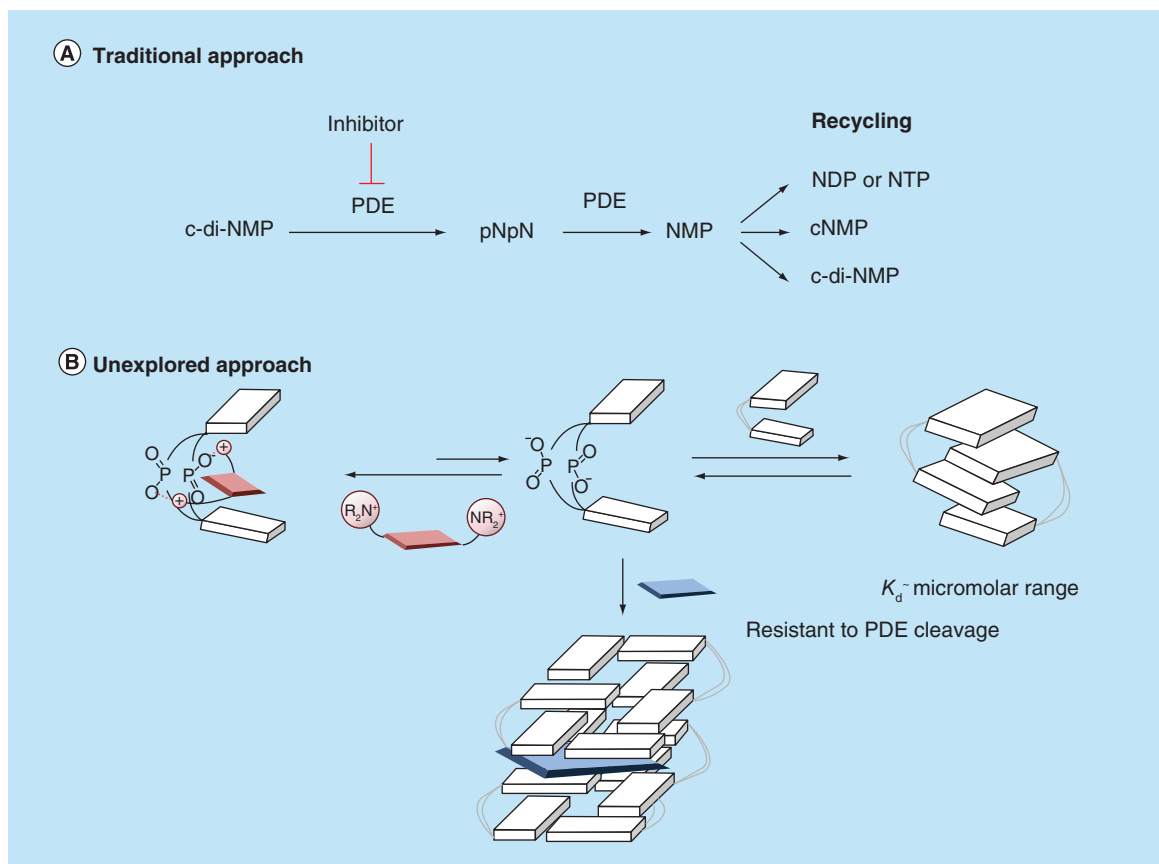 A Traditional approach
Inhibitor
Recycling
PDE
PDE
NDP or NTP
c-di-NMP
pNpN
NMP
cNMP
c-di-NMP
B Unexplored approach
O
P
O
O-
P
O
+
+
R2N+
NR2+
-O
P
O
O
P
O-
Kd~ micromolar range
Resistant to PDE cleavage